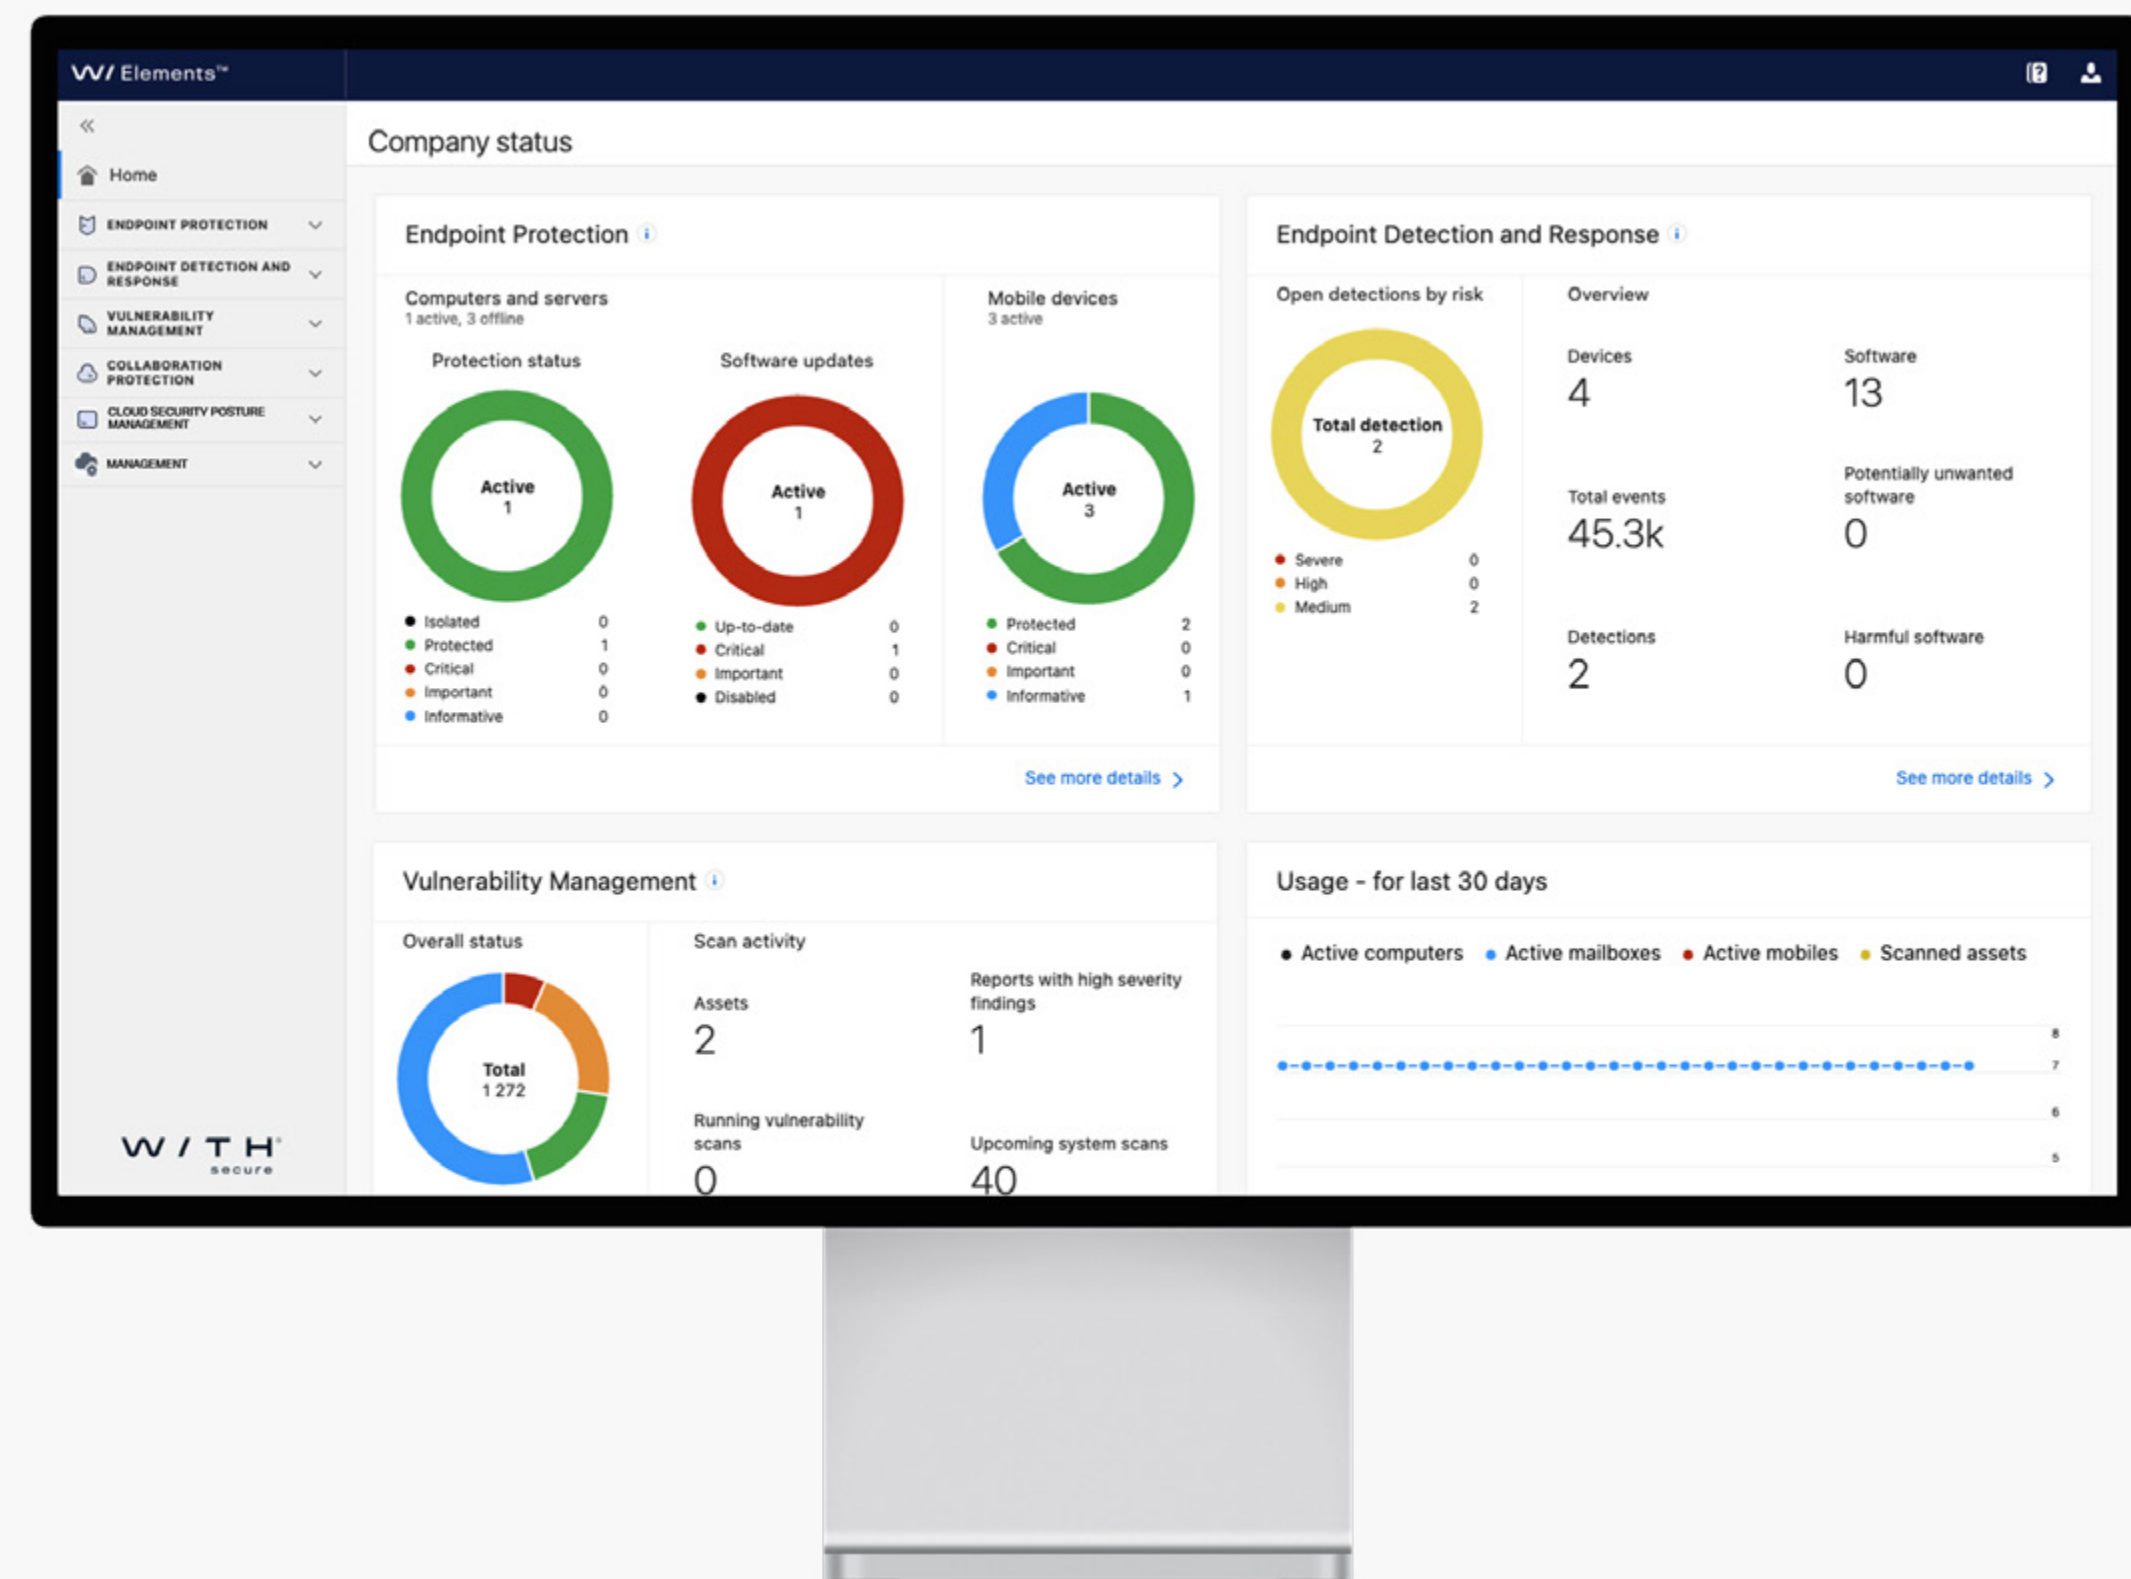 W/ Elements™
Company status
Home
ENDPOINT PROTECTION
ENDPOINT DETECTION AND
RESPONSE
VULNERABILITY
MANAGEMENT
COLLABORATION
PROTECTION
CLOUD SECURITY POSTURE
MANAGEMENT
MANAGEMENT
W / T H®
secure
Endpoint Protection
Computers and servers
1 active, 3 offline
Protection status
Active
1
Isolated 0
Protected 1
Critical 0
Important 0
Informative 0
Software updates
Active
1
Up-to-date 0
Critical 1
Important 0
Disabled 0
Mobile devices
3 active
Active
3
Protected 2
Critical 0
Important 0
Informative 1
See more details
Endpoint Detection and Response
Open detections by risk
Total detection
2
Severe 0
High 0
Medium 2
Overview
Devices
4
Software
13
Total events
45.3k
Potentially unwanted
software
0
Detections
2
Harmful software
0
See more details
Vulnerability Management
Overall status
Total
1 272
Scan activity
Assets
2
Reports with high severity
findings
1
Running vulnerability
scans
0
Upcoming system scans
40
Usage - for last 30 days
Active computers Active mailboxes Active mobiles Scanned assets
8
7
6
5